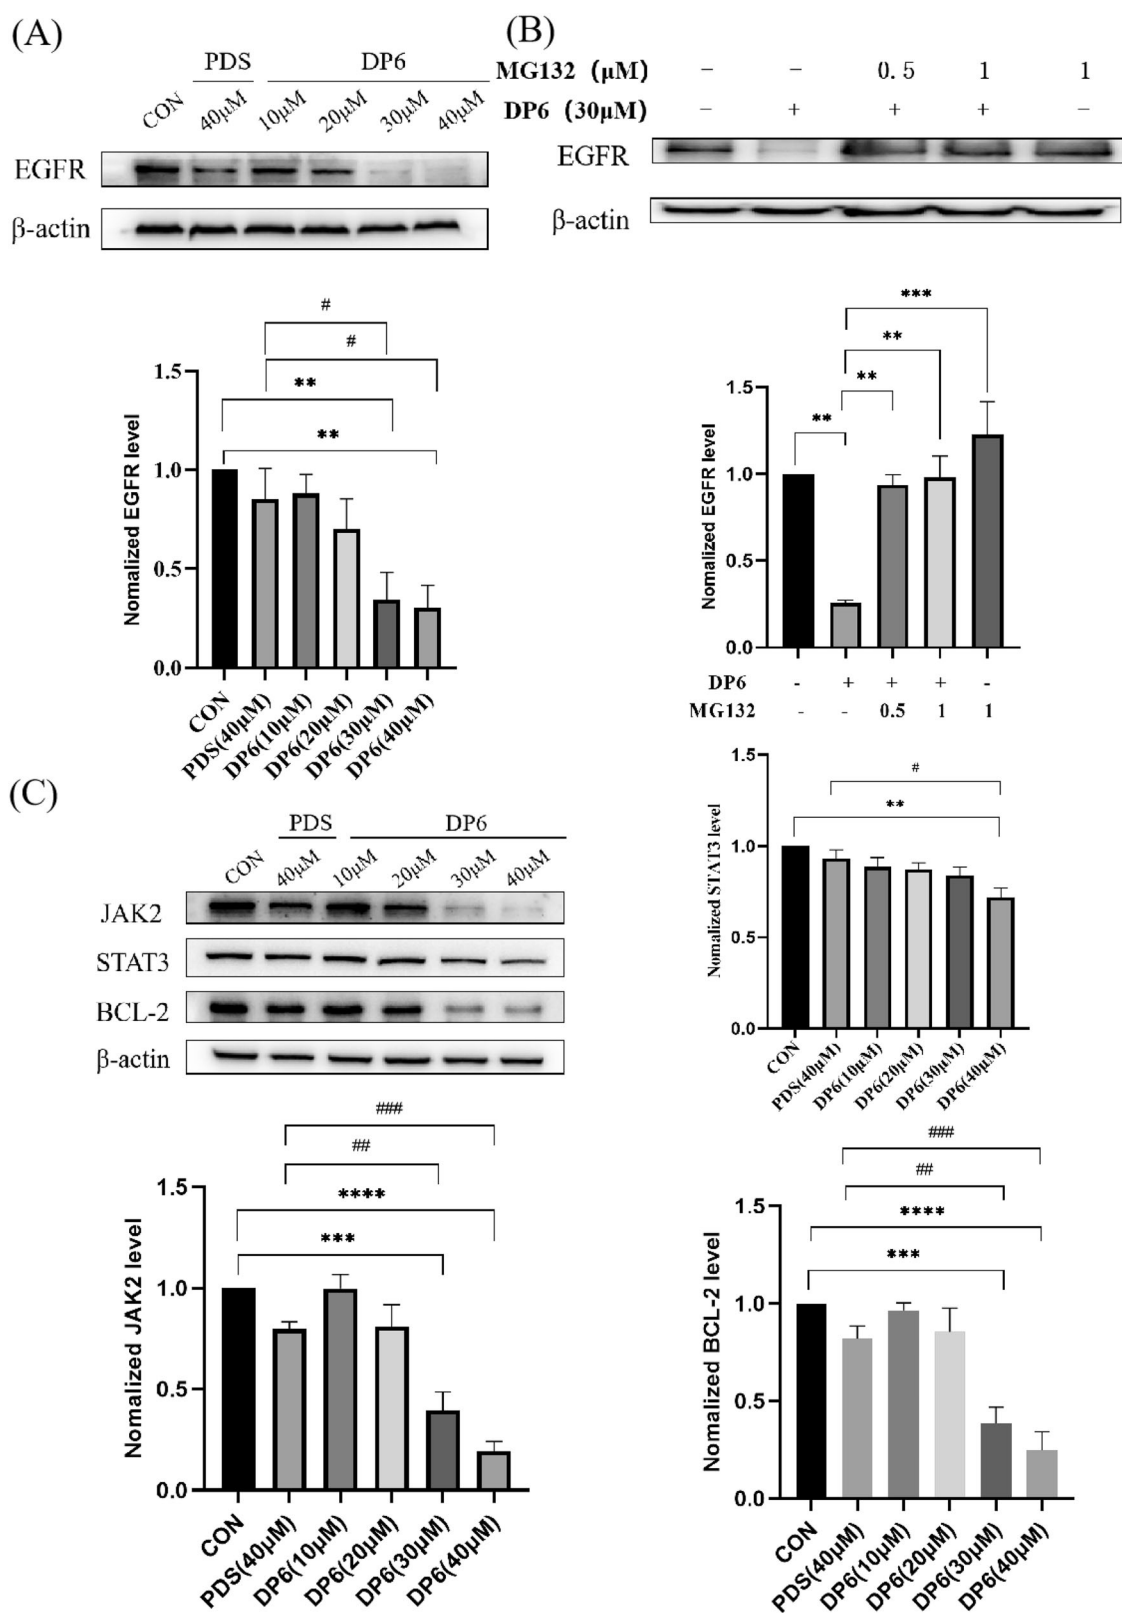 (A)
PDS DP6
CON 40μM 10μM 20μM 30μM 40μM
EGFR
β-actin
#
#
**
**
1.5
1.0
0.5
0.0
Nomalized EGFR level
CON
PDS(40μM)
DP6(10μM)
DP6(20μM)
DP6(30μM)
DP6(40μM)
(B)
MG132 (μM) - - 0.5 1 1
DP6 (30μM) - + + + -
EGFR
β-actin
***
**
**
**
1.5
1.0
0.5
0.0
Nomalized EGFR level
DP6 - + + + -
MG132 - - 0.5 1 1
(C)
PDS DP6
CON 40μM 10μM 20μM 30μM 40μM
JAK2
STAT3
BCL-2
β-actin
#
**
1.5
1.0
0.5
0.0
Nomalized STAT3 level
CON
PDS(40μM)
DP6(10μM)
DP6(20μM)
DP6(30μM)
DP6(40μM)
###
##
****
***
1.5
1.0
0.5
0.0
Nomalized JAK2 level
CON
PDS(40μM)
DP6(10μM)
DP6(20μM)
DP6(30μM)
DP6(40μM)
###
##
****
***
1.5
1.0
0.5
0.0
Nomalized BCL-2 level
CON
PDS(40μM)
DP6(10μM)
DP6(20μM)
DP6(30μM)
DP6(40μM)